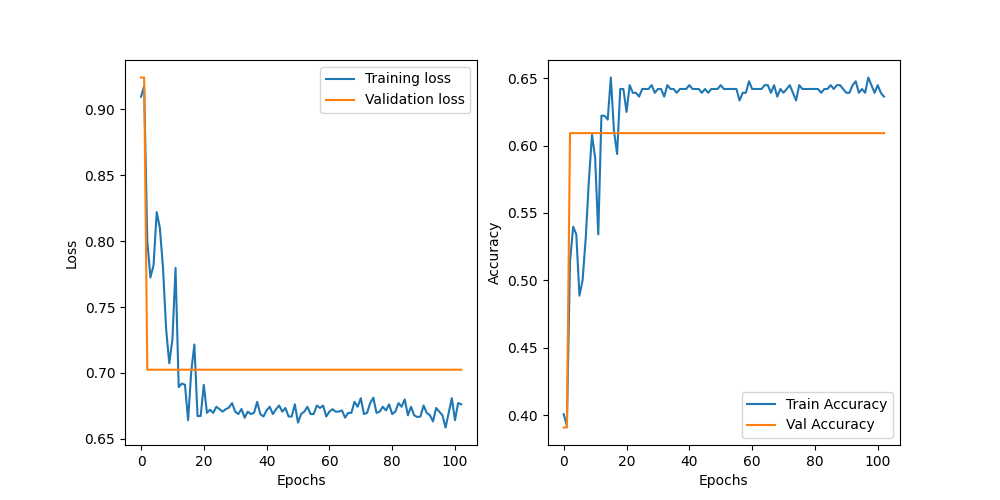 0.90
0.85
0.80
0.75
0.70
0.65
Loss
0 20 40 60 80 100
Epochs
Training loss
Validation loss
0.65
0.60
0.55
0.50
0.45
0.40
Accuracy
0 20 40 60 80 100
Epochs
Train Accuracy
Val Accuracy